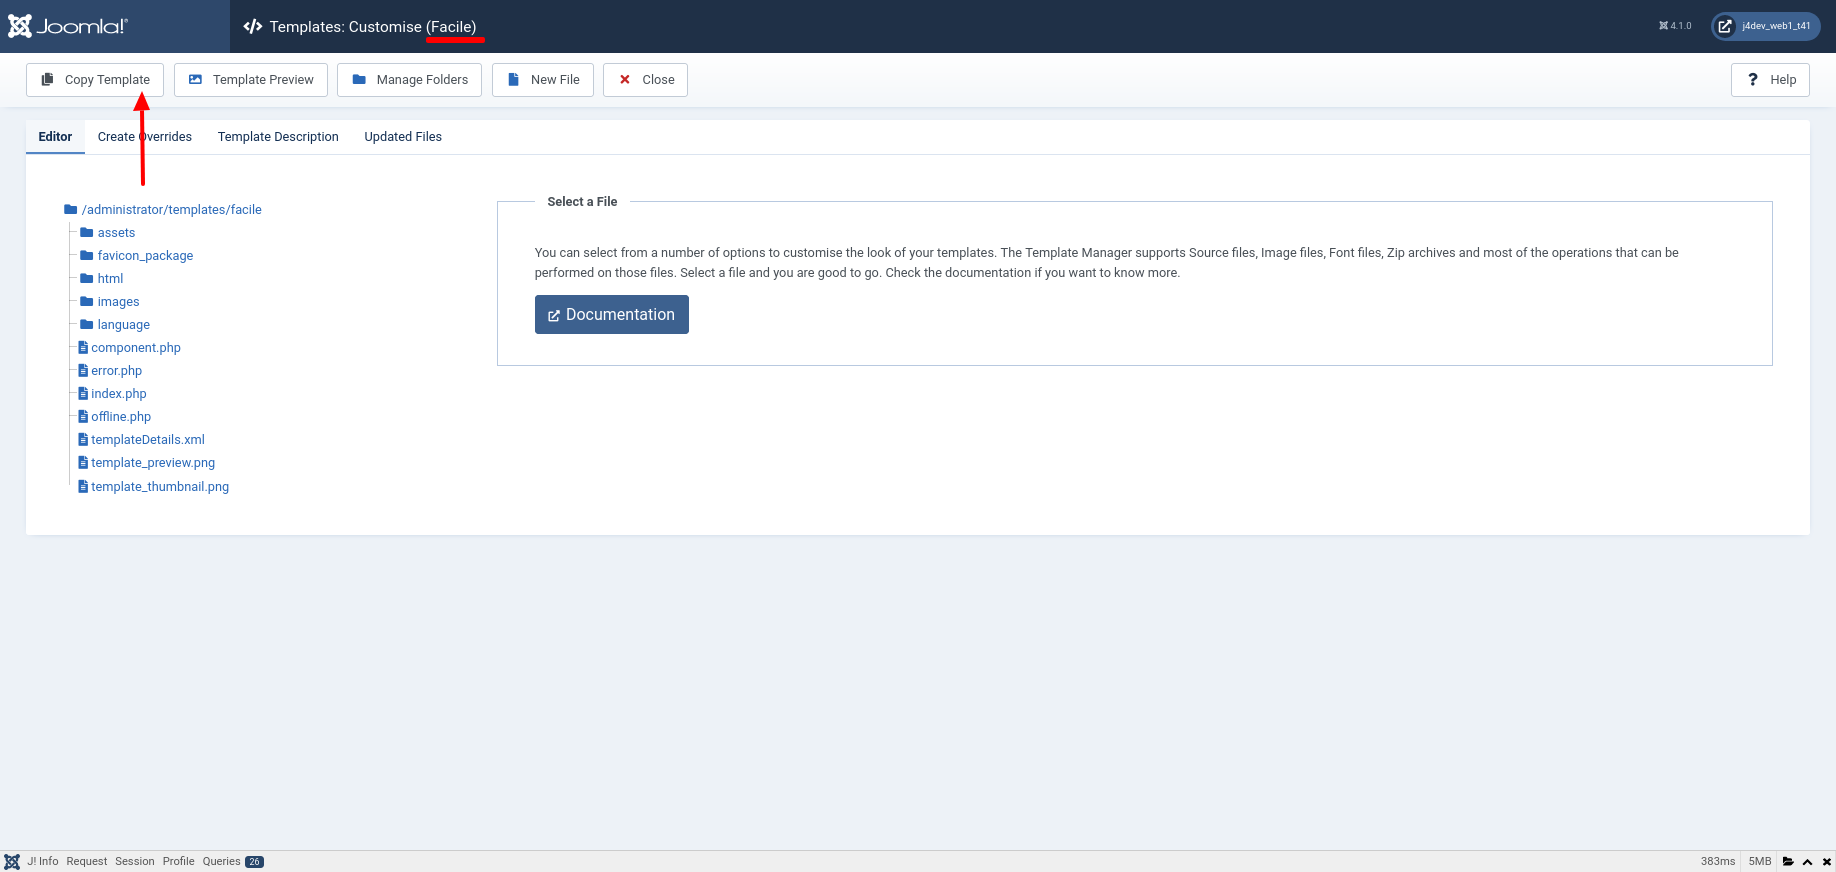 Joomla!®
Templates: Customise (Facile)
4.1.0
j4dev_web1_t41
Copy Template
Template Preview
Manage Folders
New File
Close
Help
Editor
Create Overrides
Template Description
Updated Files
/administrator/templates/facile
assets
favicon_package
html
images
language
component.php
error.php
index.php
offline.php
templateDetails.xml
template_preview.png
template_thumbnail.png
Select a File
You can select from a number of options to customise the look of your templates. The Template Manager supports Source files, Image files, Font files, Zip archives and most of the operations that can be
performed on those files. Select a file and you are good to go. Check the documentation if you want to know more.
Documentation
J! Info Request Session Profile Queries 26
383ms
5MB